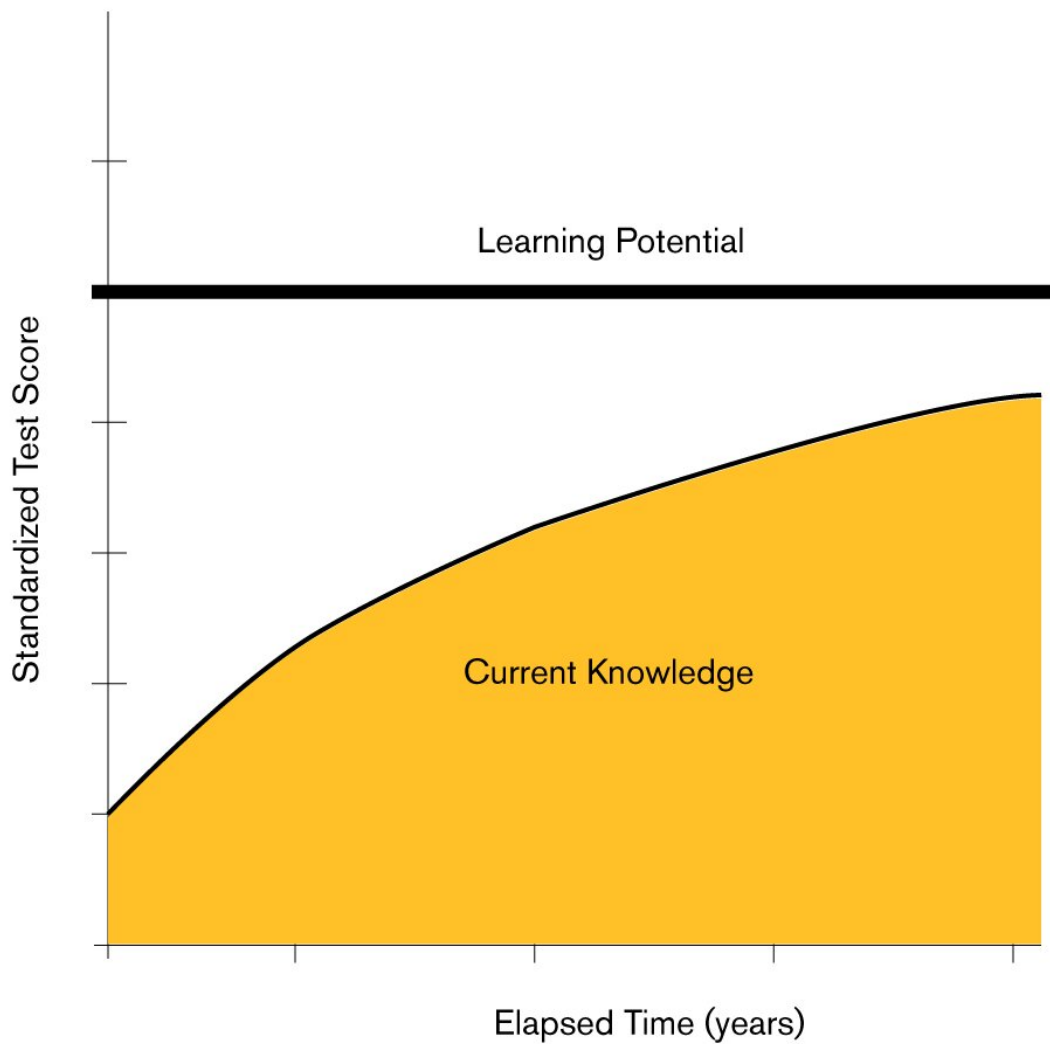 Learning Potential
Standardized Test Score
Current Knowledge
Elapsed Time (years)